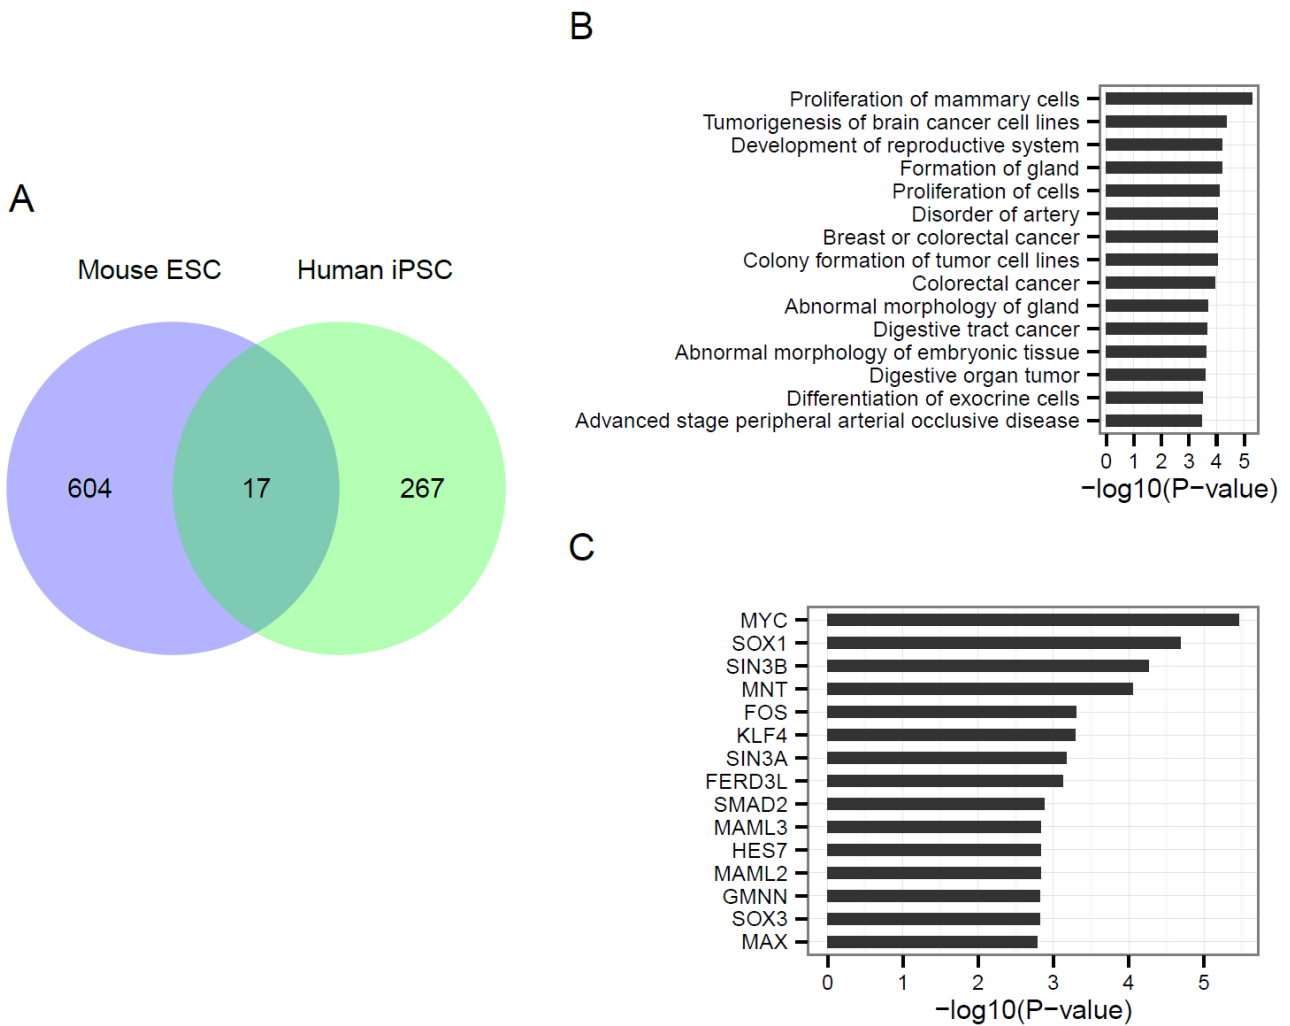 A
Mouse ESC
Human iPSC
604
17
267
B
Proliferation of mammary cells
Tumorigenesis of brain cancer cell lines
Development of reproductive system
Formation of gland
Proliferation of cells
Disorder of artery
Breast or colorectal cancer
Colony formation of tumor cell lines
Colorectal cancer
Abnormal morphology of gland
Digestive tract cancer
Abnormal morphology of embryonic tissue
Digestive organ tumor
Differentiation of exocrine cells
Advanced stage peripheral arterial occlusive disease
0 1 2 3 4 5
−log10(P−value)
C
MYC
SOX1
SIN3B
MNT
FOS
KLF4
SIN3A
FERD3L
SMAD2
MAML3
HES7
MAML2
GMNN
SOX3
MAX
0 1 2 3 4 5
−log10(P−value)